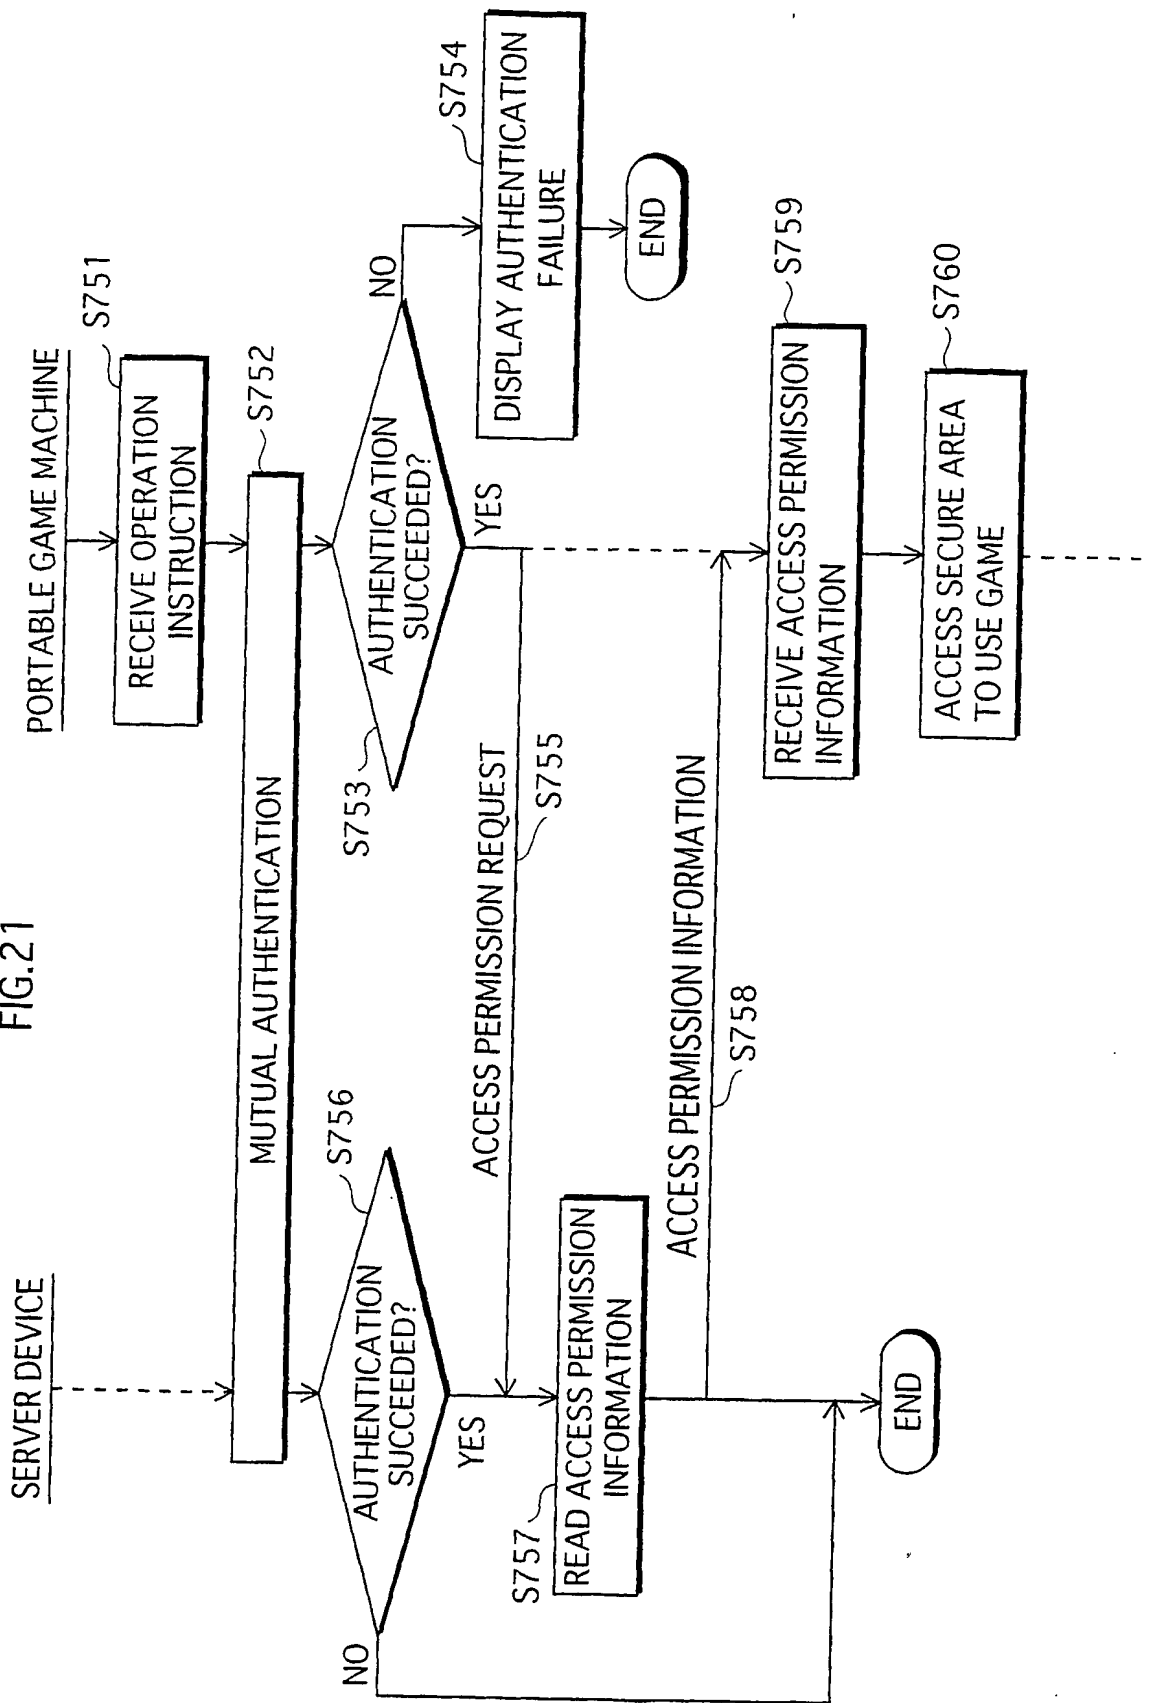 FIG.21
SERVER DEVICE
PORTABLE GAME MACHINE
S751
RECEIVE OPERATION
INSTRUCTION
S752
MUTUAL AUTHENTICATION
S756
AUTHENTICATION
SUCCEEDED?
NO
YES
S753
AUTHENTICATION
SUCCEEDED?
NO
YES
S754
DISPLAY AUTHENTICATION
FAILURE
END
ACCESS PERMISSION REQUEST
S755
S757
READ ACCESS PERMISSION
INFORMATION
ACCESS PERMISSION INFORMATION
S758
S759
RECEIVE ACCESS PERMISSION
INFORMATION
END
S760
ACCESS SECURE AREA
TO USE GAME